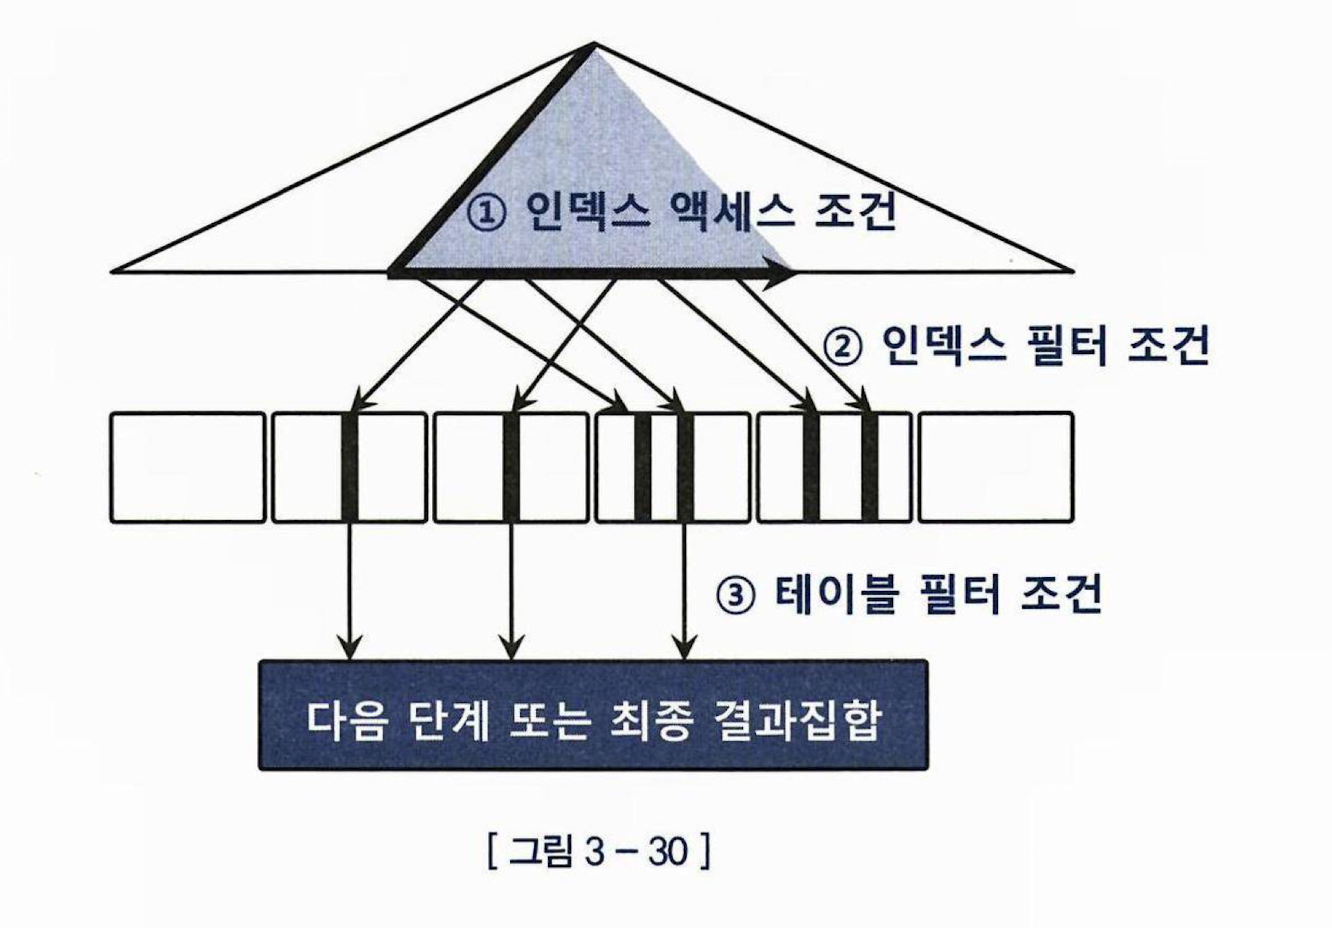 ① 인덱스 액세스 조건
② 인덱스 필터 조건
③ 테이블 필터 조건
다음 단계 또는 최종 결과집합
[ 그림 3 – 30 ]